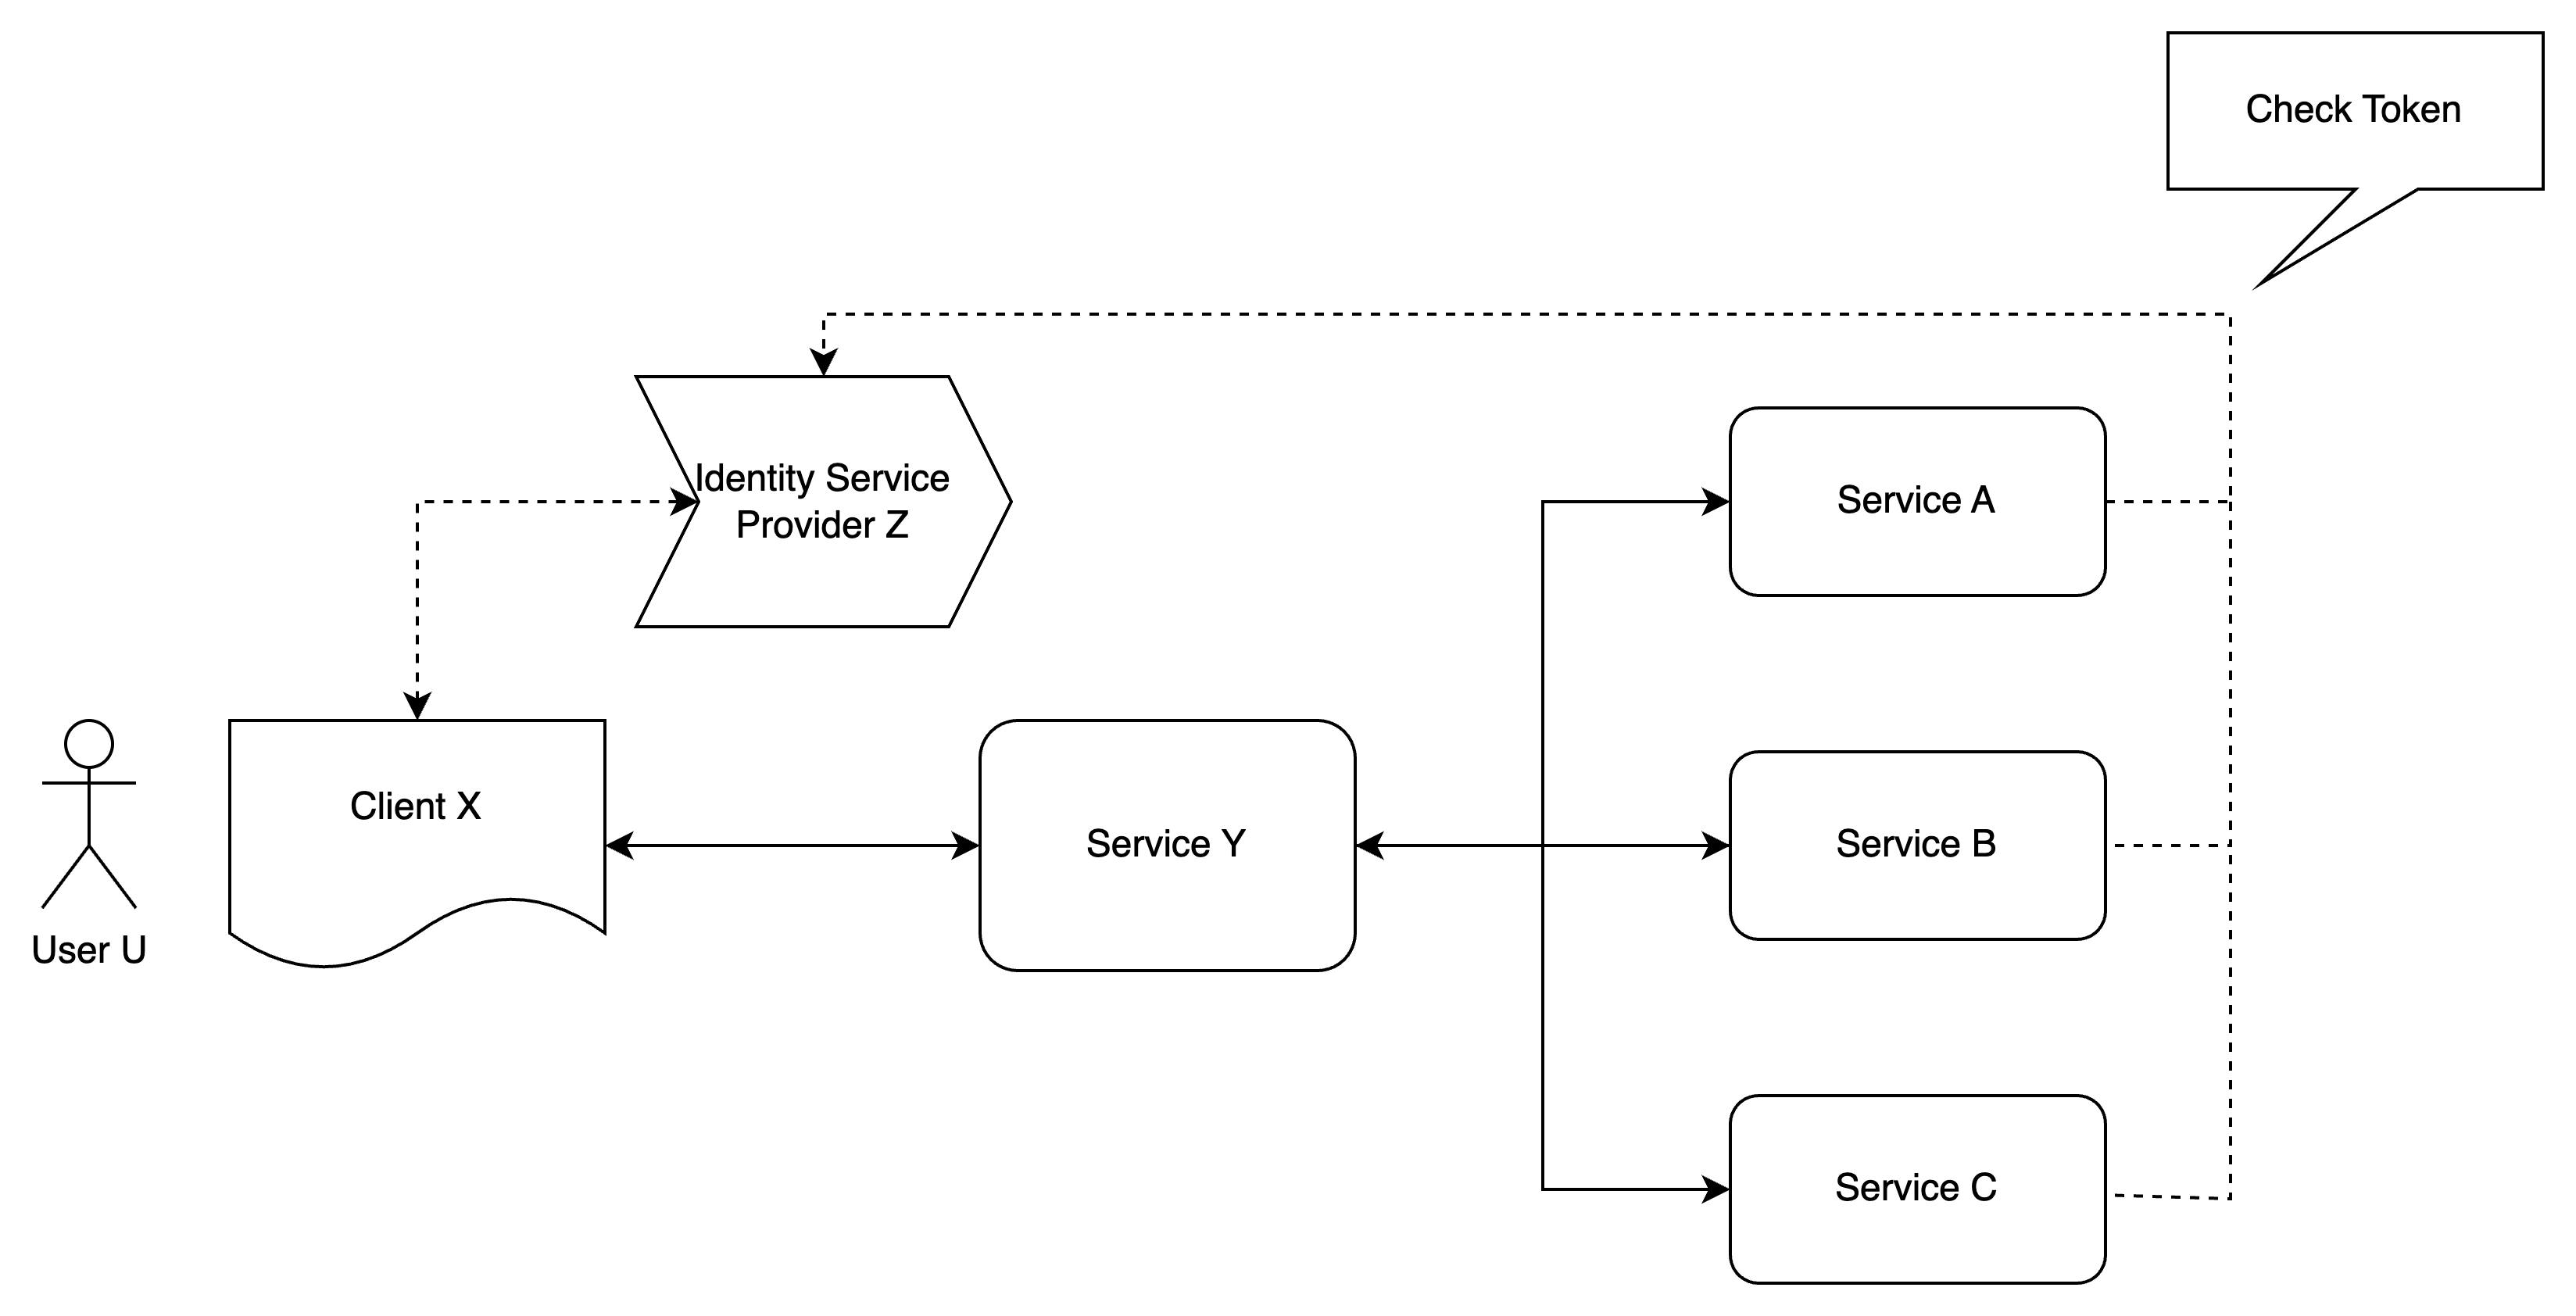 Check Token
Identity Service
Provider Z
Service A
Client X
Service Y
Service B
User U
Service C